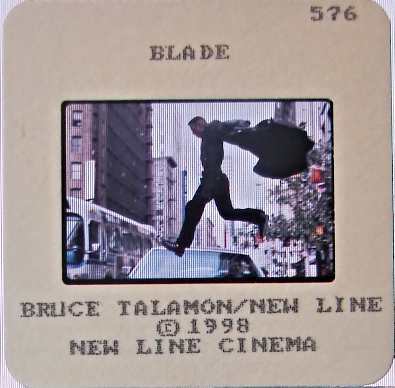 576
BLADE
BRUCE TALAMON/NEW LINE
© 1998
NEW LINE CINEMA